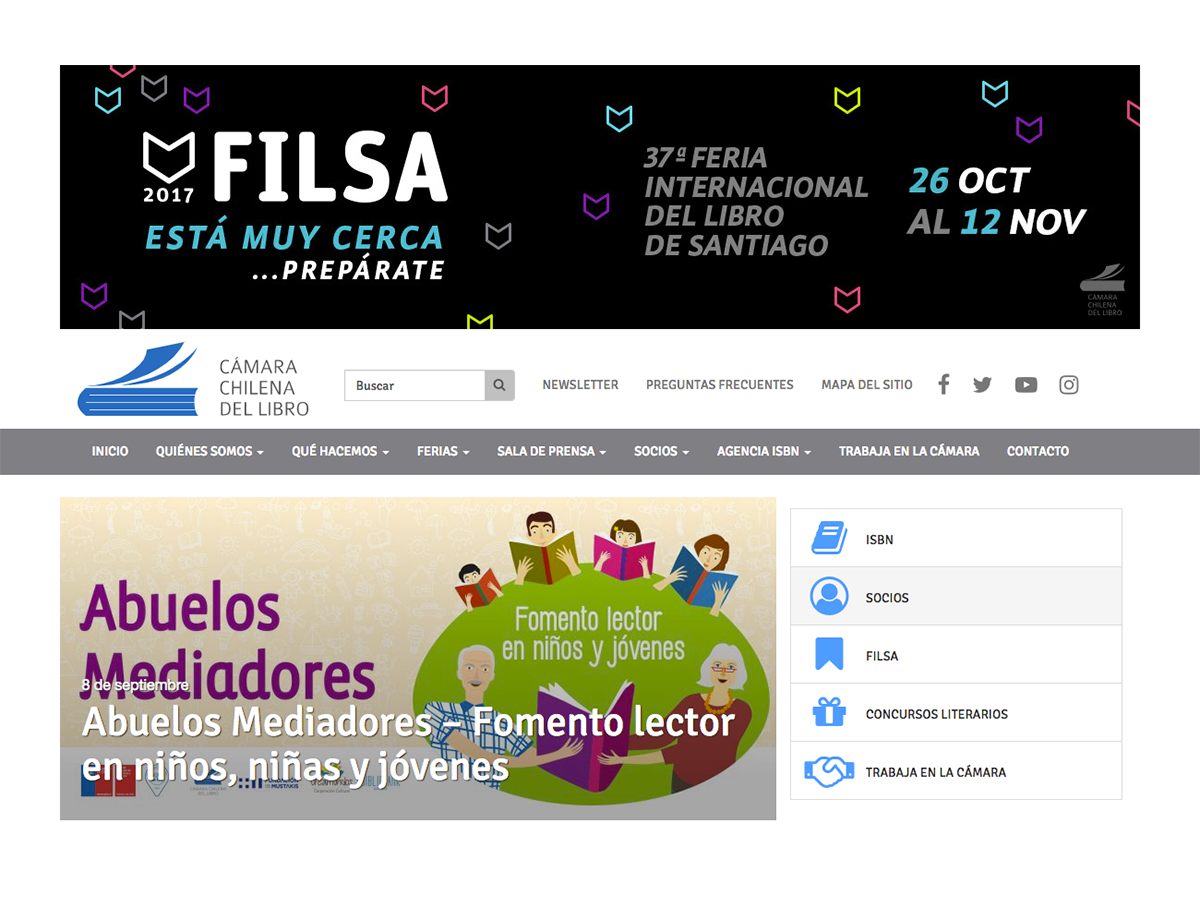 2017
FILSA
ESTÁ MUY CERCA
...PREPÁRATE
37ª FERIA
INTERNACIONAL
DEL LIBRO
DE SANTIAGO
26 OCT
AL 12 NOV
CÁMARA
CHILENA
DEL LIBRO
CÁMARA
CHILENA
DEL LIBRO
Buscar
NEWSLETTER
PREGUNTAS FRECUENTES
MAPA DEL SITIO
INICIO
QUIÉNES SOMOS
QUÉ HACEMOS
FERIAS
SALA DE PRENSA
SOCIOS
AGENCIA ISBN
TRABAJA EN LA CÁMARA
CONTACTO
Abuelos
Mediadores
Fomento lector
en niños y jóvenes
8 de septiembre
Abuelos Mediadores – Fomento lector
en niños, niñas y jóvenes
MUSTAKIS
ISBN
SOCIOS
FILSA
CONCURSOS LITERARIOS
TRABAJA EN LA CÁMARA